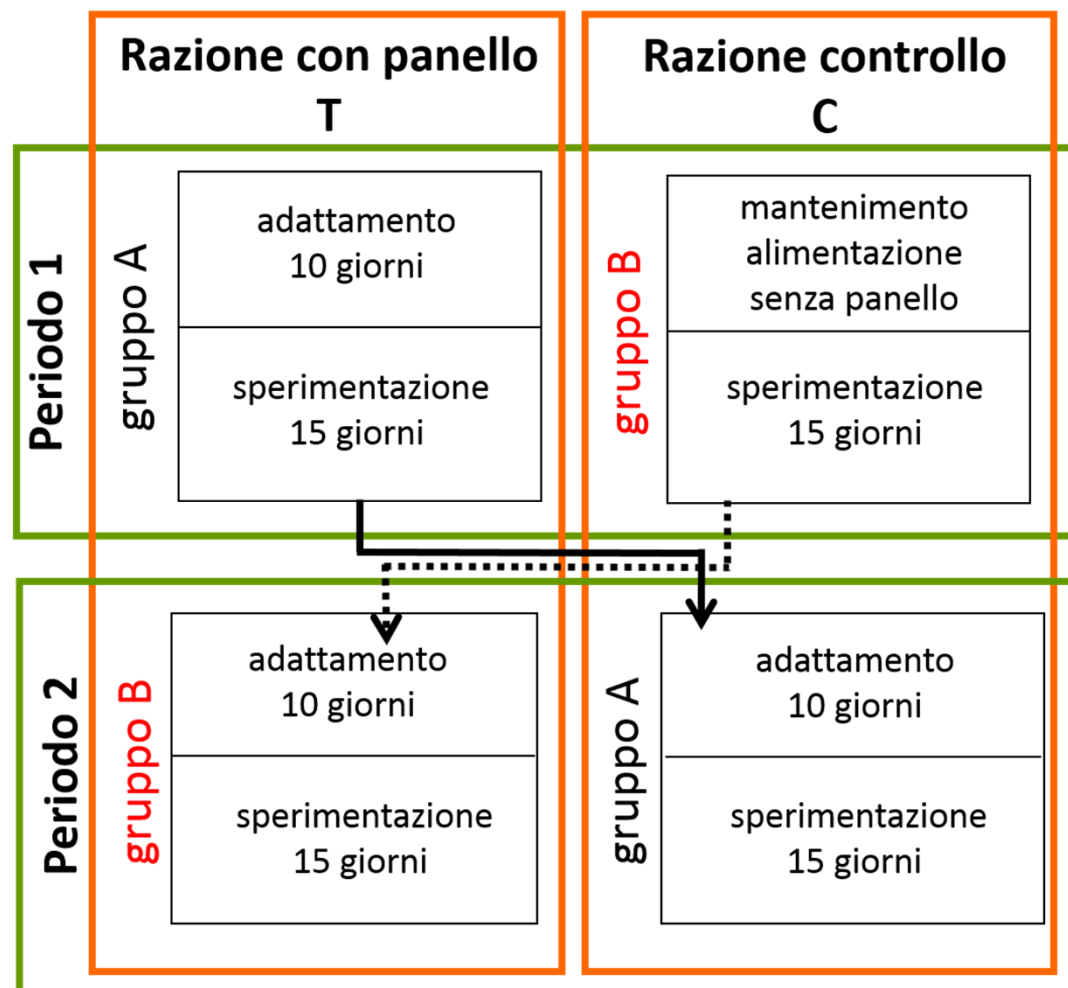 Razione con panello
T
Razione controllo
C
Periodo 1
gruppo A
adattamento
10 giorni
sperimentazione
15 giorni
gruppo B
mantenimento
alimentazione
senza panello
sperimentazione
15 giorni
Periodo 2
gruppo B
adattamento
10 giorni
sperimentazione
15 giorni
gruppo A
adattamento
10 giorni
sperimentazione
15 giorni